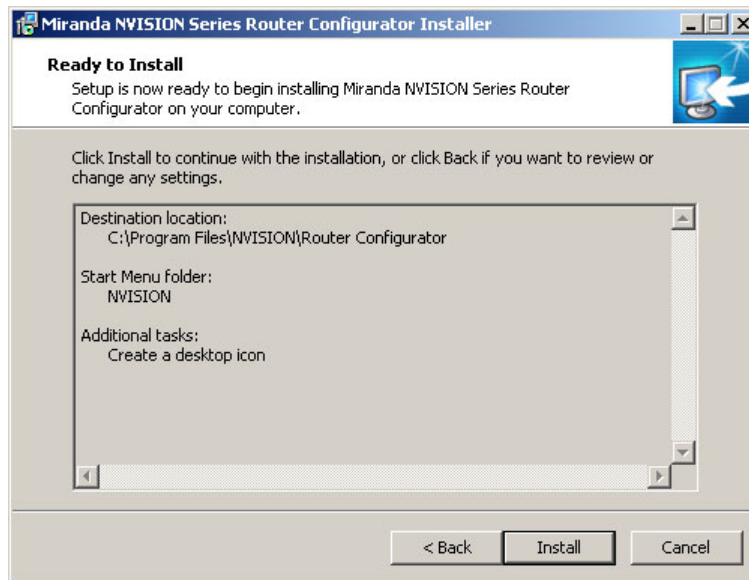 Miranda NVISION Series Router Configurator Installer
Ready to Install
Setup is now ready to begin installing Miranda NVISION Series Router
Configurator on your computer.
Click Install to continue with the installation, or click Back if you want to review or
change any settings.
Destination location:
C:\Program Files\NVISION\Router Configurator
Start Menu folder:
NVISION
Additional tasks:
Create a desktop icon
< Back
Install
Cancel